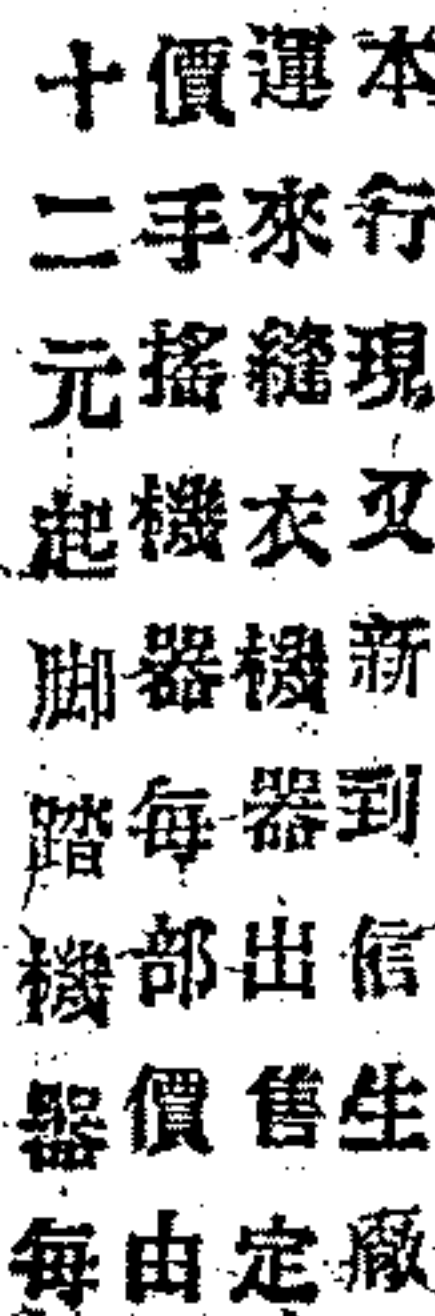 本行現又新到信生廠
運來縫衣機器出售定
價手搖機器每部價由
十二元起脚踏機器每